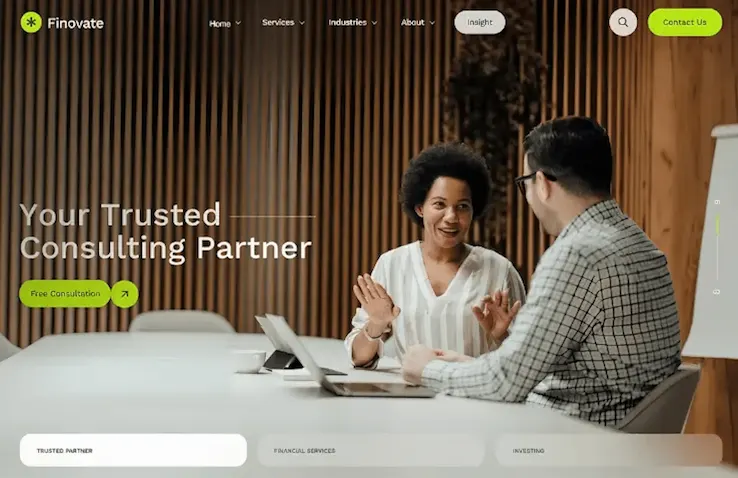 Finovate
Home
Services
Industries
About
Insight
Contact Us
Your Trusted
Consulting Partner
Free Consultation
TRUSTED PARTNER
FINANCIAL SERVICES
INVESTING